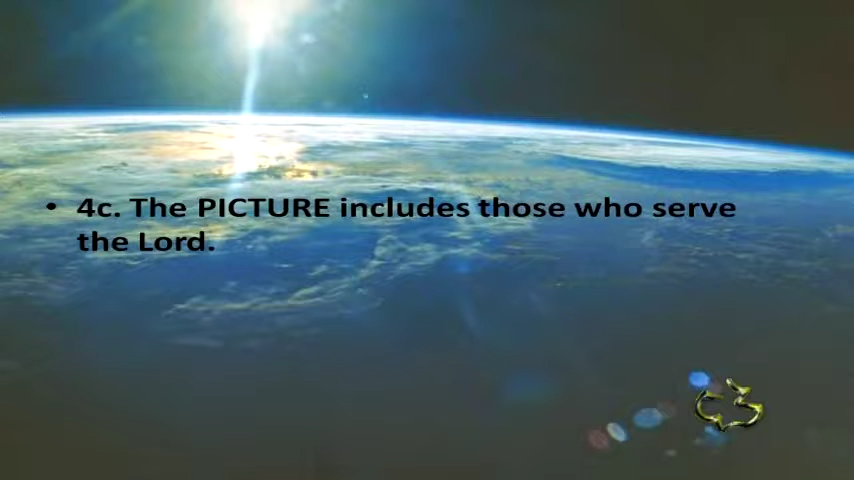 • 4c. The PICTURE includes those who serve
the Lord.